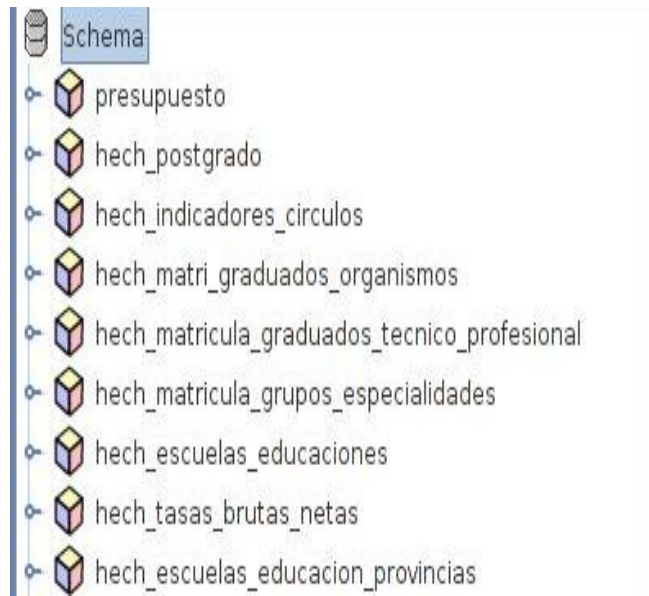 Schema
presupuesto
hech_postgrado
hech_indicadores_circulos
hech_matri_graduados_organismos
hech_matricula_graduados_tecnico_profesional
hech_matricula_grupos_especialidades
hech_escuelas_educaciones
hech_tasas_brutas_netas
hech_escuelas_educacion_provincias